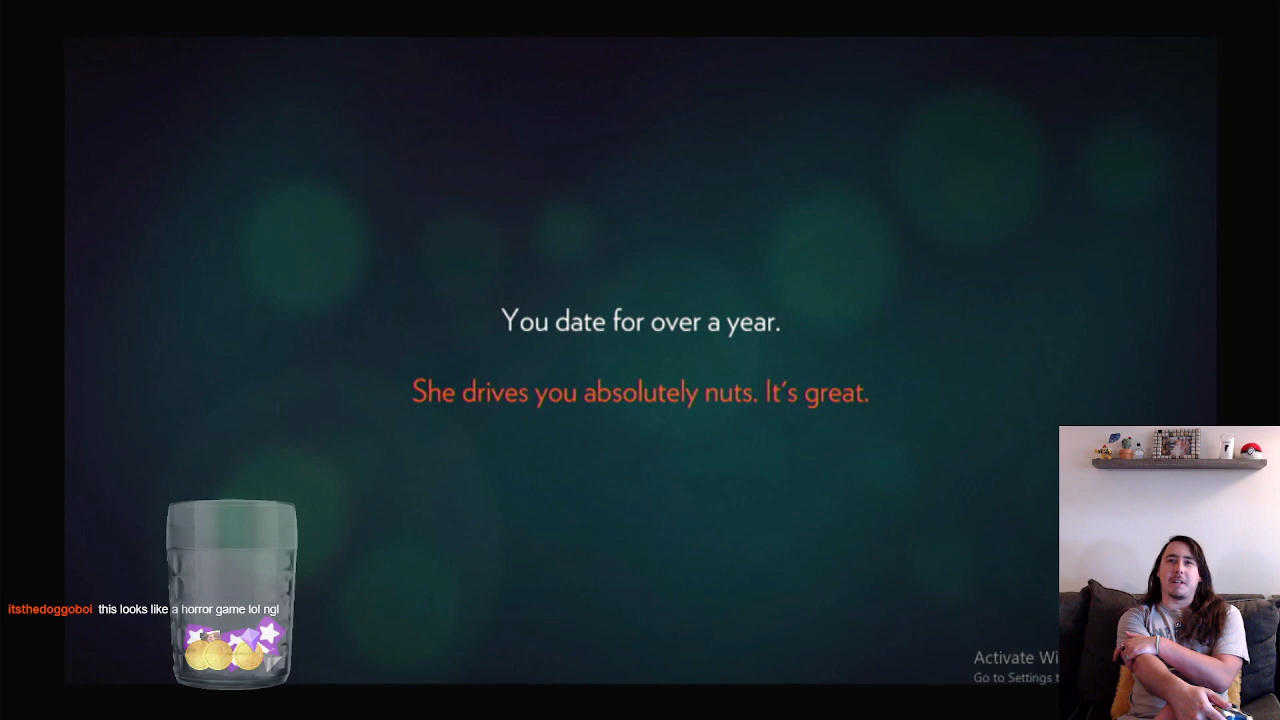 You date for over a year.
She drives you absolutely nuts. It's great.
itsthedoggoboi this looks like a horror game lol ngl
Activate Wi
Go to Settings t